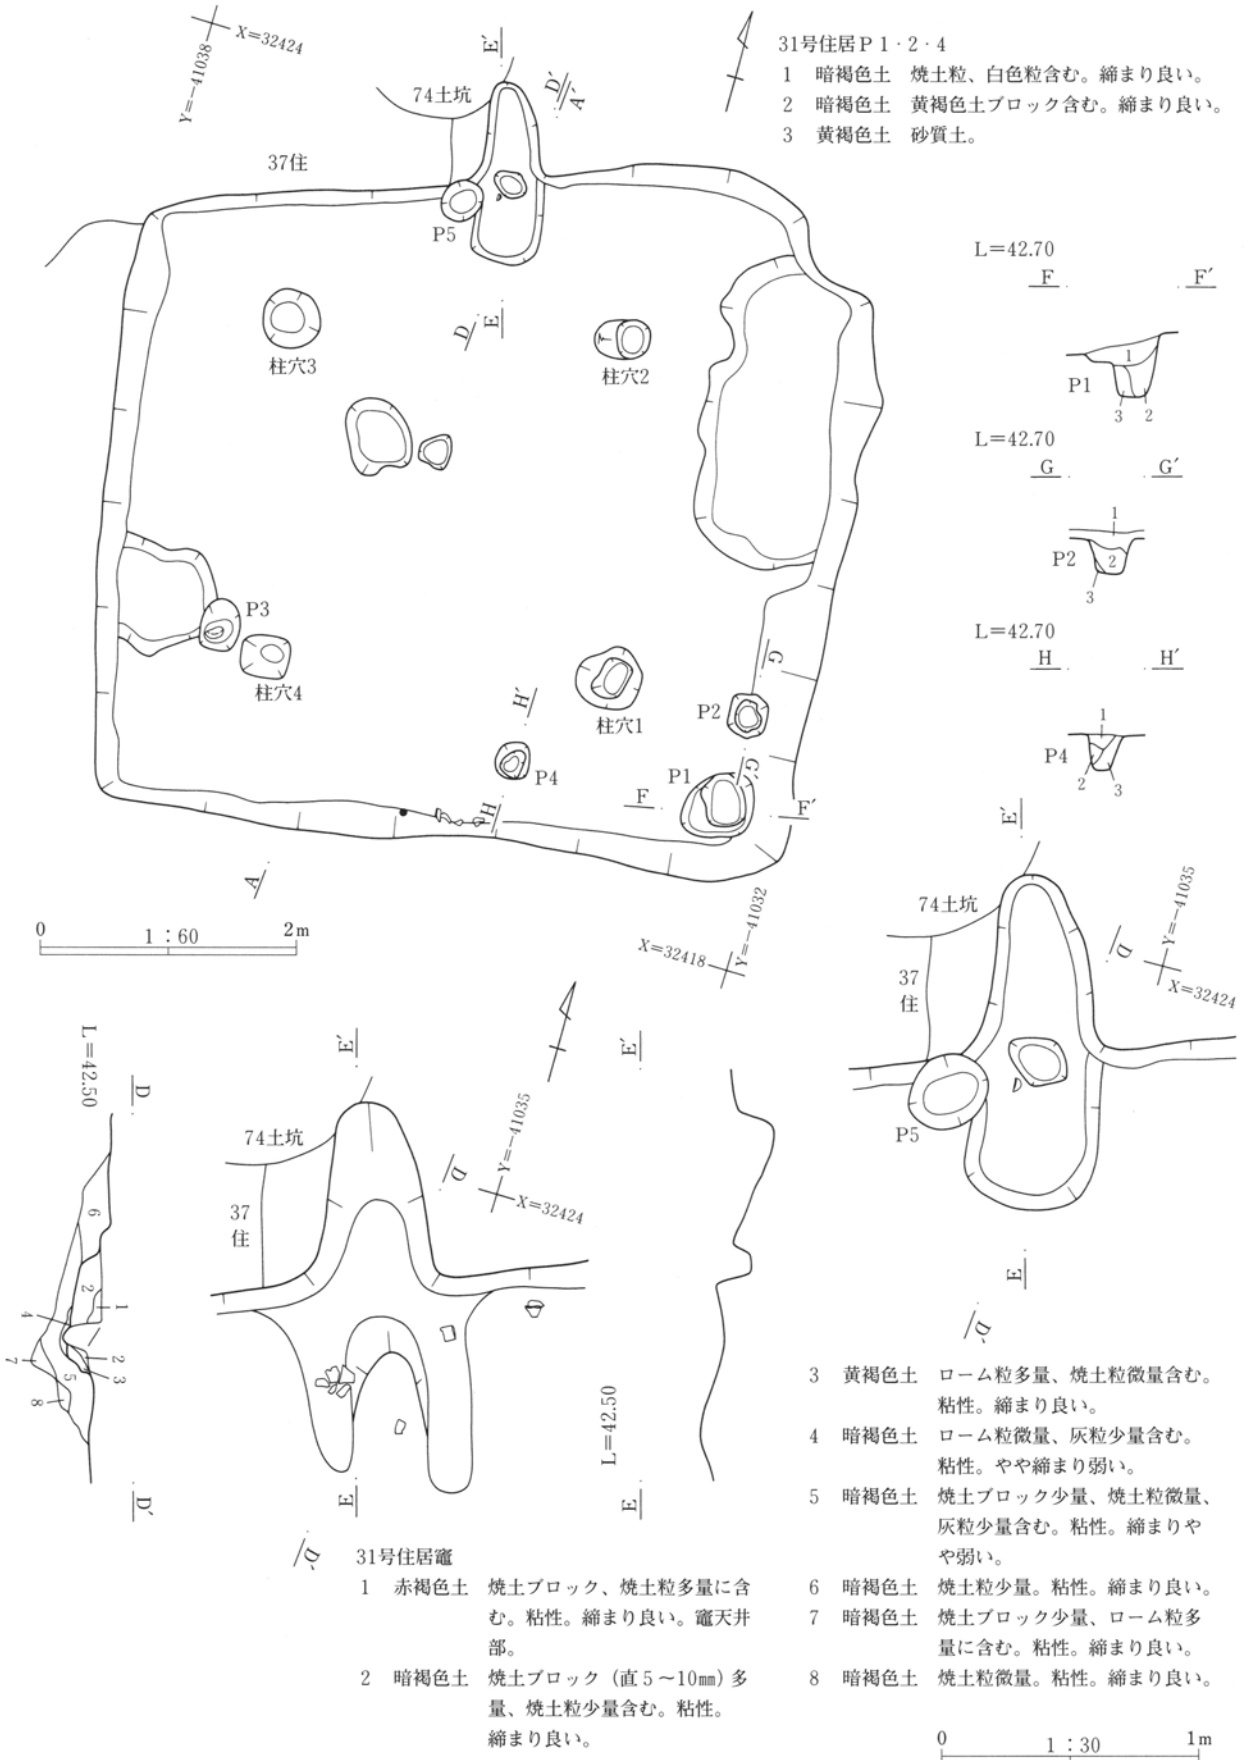 X=32424
Y=-41038
E′
D′
A′
74土坑
37住
P5
D
E
柱穴3
柱穴2
P3
柱穴4
柱穴1
G
P2
H′
P4
P1
G′
F
F′
H
A
0 1:60 2m
X=32418
Y=-41032
31号住居P1・2・4
1 暗褐色土 焼土粒、白色粒含む。締まり良い。
2 暗褐色土 黄褐色土ブロック含む。締まり良い。
3 黄褐色土 砂質土。
L=42.70
F F′
1
P1
3 2
L=42.70
G G′
1
P2 2
3
L=42.70
H H′
1
P4
2 3
E′
74土坑
D
Y=-41035
X=32424
37
住
P5
E
D′
L=42.50
D
6
2
1
4
2
3
7
5
8
D′
E′
74土坑
D
Y=-41035
X=32424
37
住
E
D′
E′
L=42.50
E
31号住居竈
1 赤褐色土 焼土ブロック、焼土粒多量に含
む。粘性。締まり良い。竈天井
部。
2 暗褐色土 焼土ブロック（直5～10㎜）多
量、焼土粒少量含む。粘性。
締まり良い。
3 黄褐色土 ローム粒多量、焼土粒微量含む。
粘性。締まり良い。
4 暗褐色土 ローム粒微量、灰粒少量含む。
粘性。やや締まり弱い。
5 暗褐色土 焼土ブロック少量、焼土粒微量、
灰粒少量含む。粘性。締まりや
や弱い。
6 暗褐色土 焼土粒少量。粘性。締まり良い。
7 暗褐色土 焼土ブロック少量、ローム粒多
量に含む。粘性。締まり良い。
8 暗褐色土 焼土粒微量。粘性。締まり良い。
0 1:30 1m